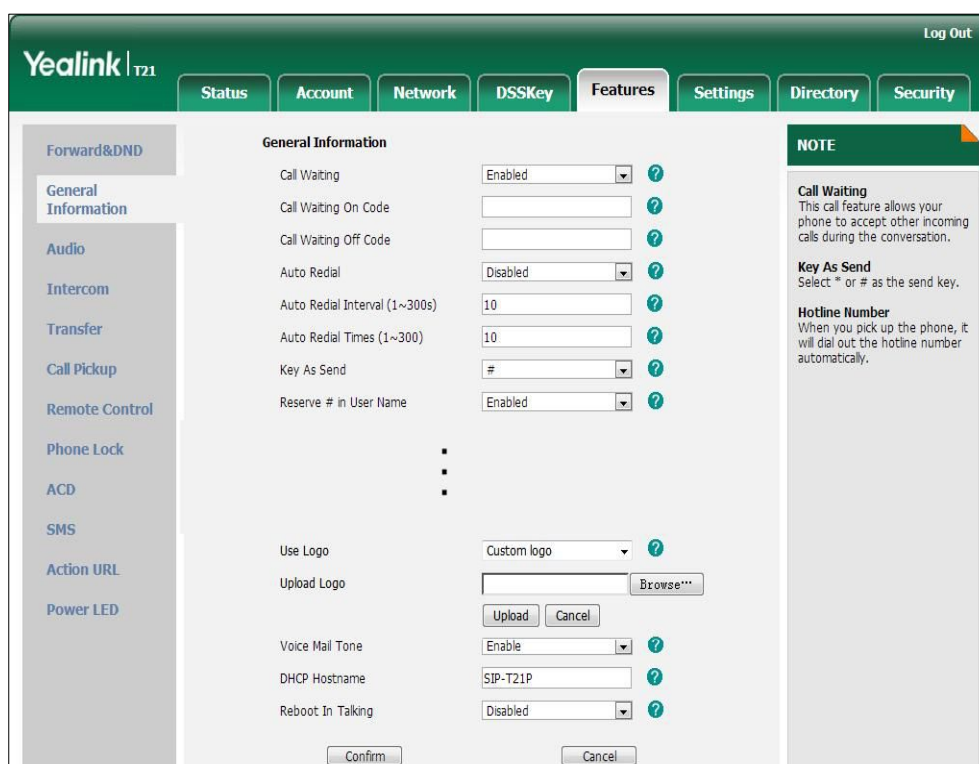 Log Out
Yealink T21
Status Account Network DSSKey Features Settings Directory Security
Forward&DND
General
Information
Audio
Intercom
Transfer
Call Pickup
Remote Control
Phone Lock
ACD
SMS
Action URL
Power LED
General Information
Call Waiting Enabled ?
Call Waiting On Code ?
Call Waiting Off Code ?
Auto Redial Disabled ?
Auto Redial Interval (1~300s) 10 ?
Auto Redial Times (1~300) 10 ?
Key As Send # ?
Reserve # in User Name Enabled ?
Use Logo Custom logo ?
Upload Logo Browse...
Upload Cancel
Voice Mail Tone Enable ?
DHCP Hostname SIP-T21P ?
Reboot In Talking Disabled ?
Confirm Cancel
NOTE
Call Waiting
This call feature allows your
phone to accept other incoming
calls during the conversation.
Key As Send
Select * or # as the send key.
Hotline Number
When you pick up the phone, it
will dial out the hotline number
automatically.